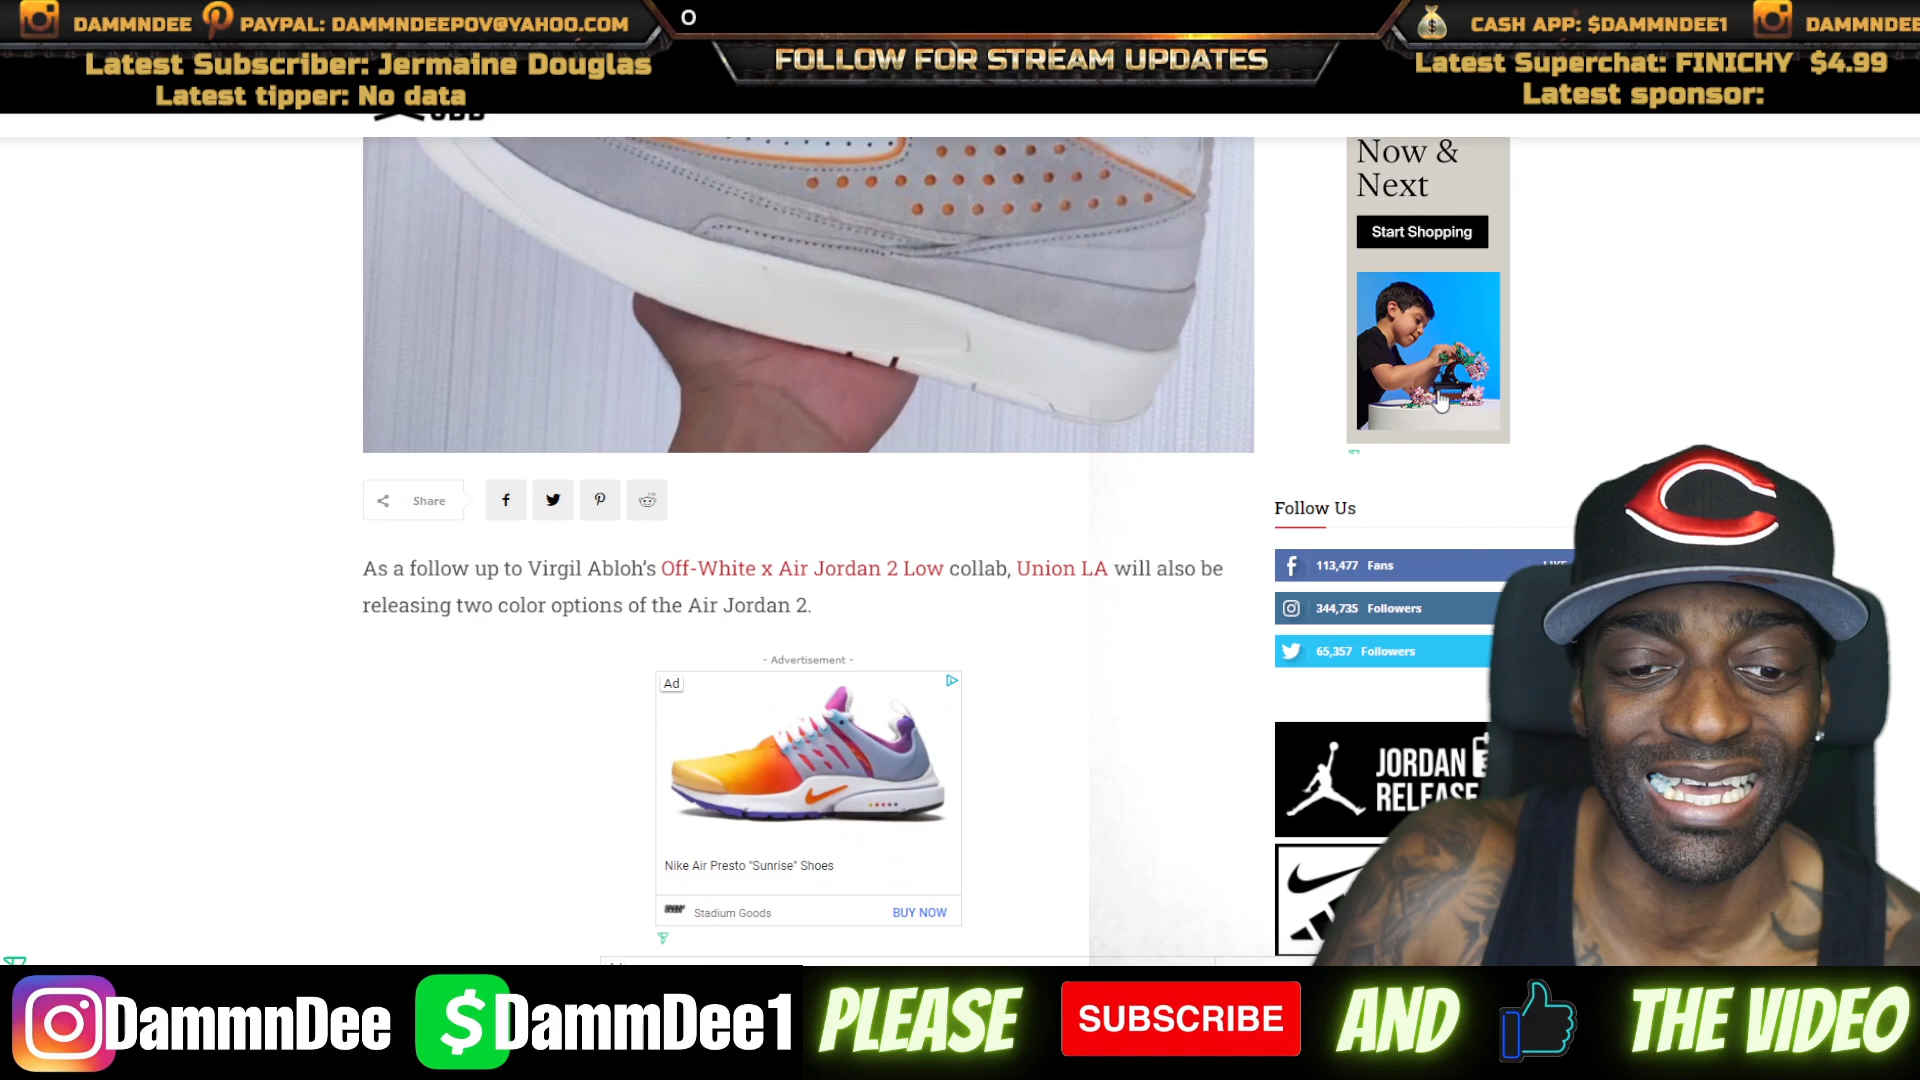 DAMMNDEE PAYPAL: DAMMNDEEPOV@YAHOO.COM
O
CASH APP: $DAMMNDEE1 DAMMNDEE
Latest Subscriber: Jermaine Douglas
FOLLOW FOR STREAM UPDATES
Latest Superchat: FINICHY $4.99
Latest tipper: No data
Latest sponsor:
Now &
Next
Start Shopping
Share
As a follow up to Virgil Abloh's Off-White x Air Jordan 2 Low collab, Union LA will also be
releasing two color options of the Air Jordan 2.
- Advertisement -
Ad
Nike Air Presto "Sunrise" Shoes
Stadium Goods
BUY NOW
Follow Us
113,477 Fans
LIKE
344,735 Followers
65,357 Followers
JORDAN
RELEASE
DammnDee
$ DammDee1
PLEASE
SUBSCRIBE
AND
THE VIDEO